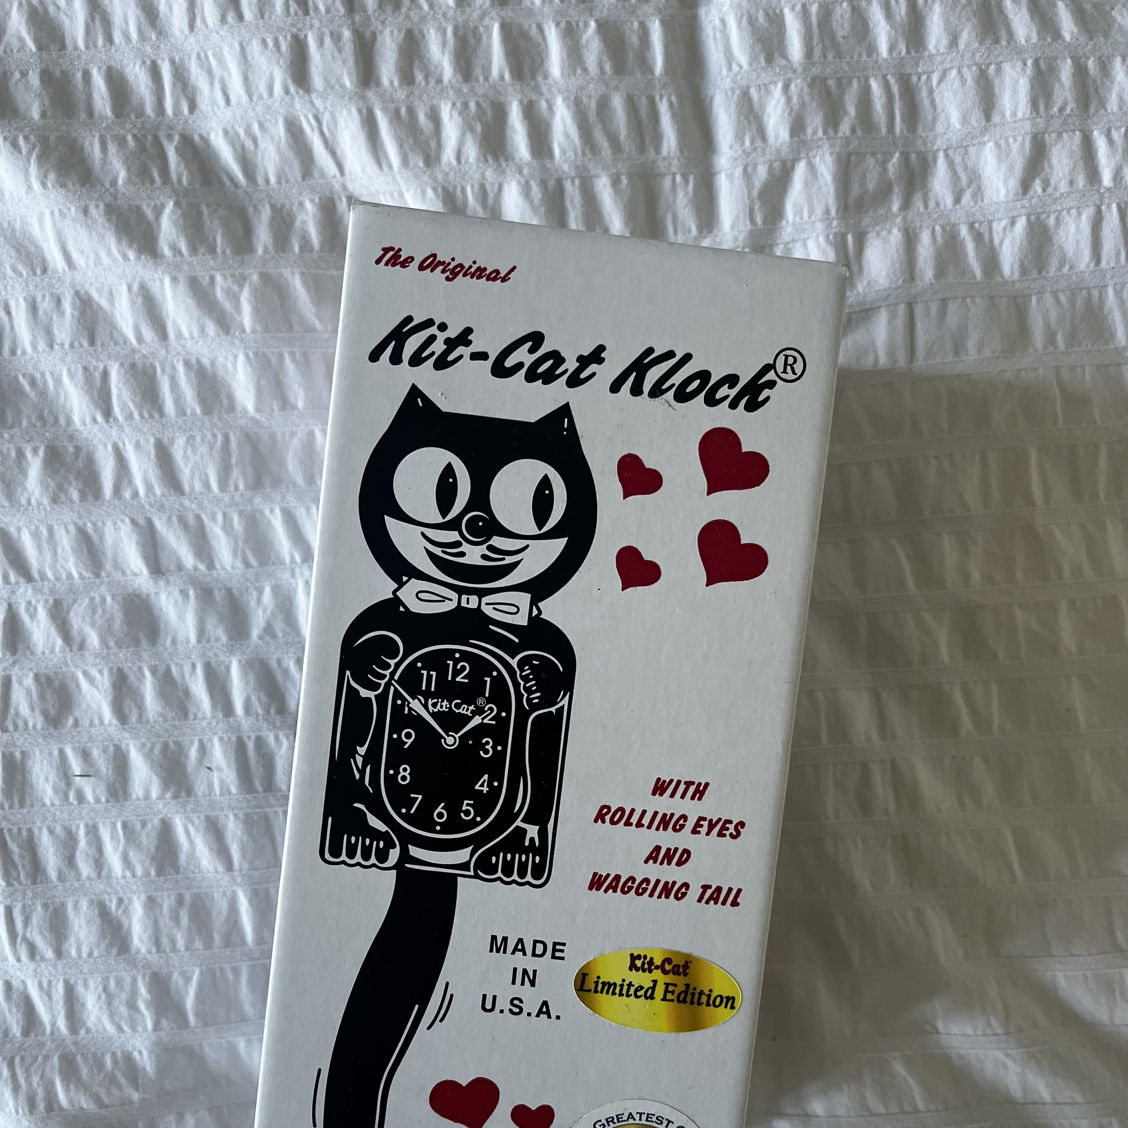 The Original
Kit-Cat Klock®
12
11
1
Kit Cat®
2
9
3
8
4
7
6
5
WITH
ROLLING EYES
AND
WAGGING TAIL
MADE
IN
U.S.A.
Kit-Cat
Limited Edition
GREATEST